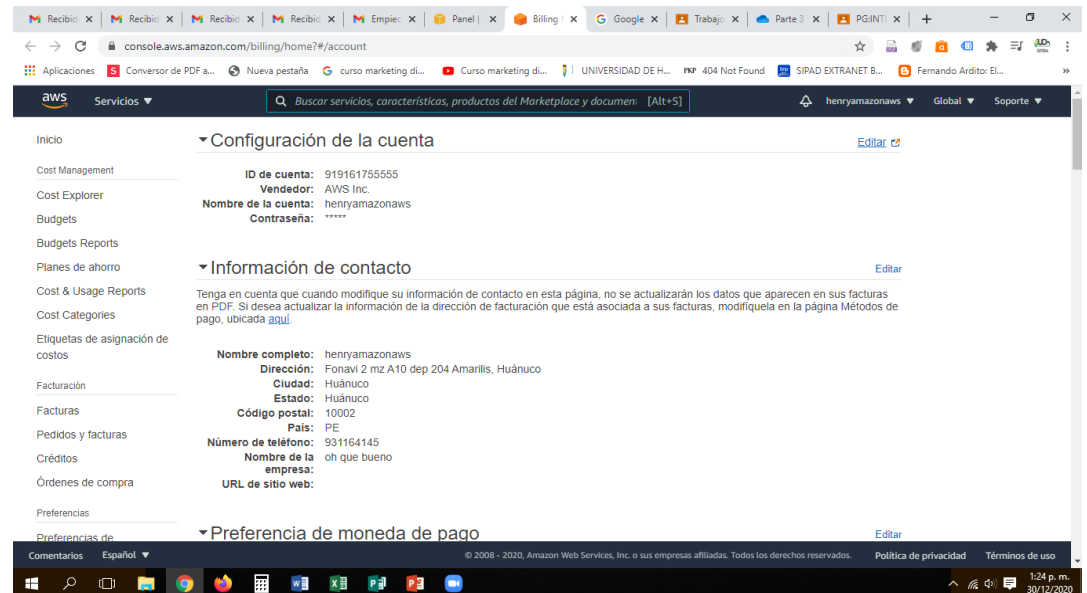 Recibid
Recibid
Recibid
Recibid
Empiec
Panel |
Billing |
Google
Trabajo
Parte 3
PG:INT
console.aws.amazon.com/billing/home?#/account
Aplicaciones
Conversor de PDF a...
Nueva pestaña
curso marketing di...
Curso marketing di...
UNIVERSIDAD DE H...
PKP 404 Not Found
SIPAD EXTRANET B...
Fernando Ardito: El...
»
aws
Servicios
Buscar servicios, características, productos del Marketplace y documen [Alt+S]
henryamazonaws
Global
Soporte
Inicio
Cost Management
Cost Explorer
Budgets
Budgets Reports
Planes de ahorro
Cost & Usage Reports
Cost Categories
Etiquetas de asignación de
costos
Facturación
Facturas
Pedidos y facturas
Créditos
Órdenes de compra
Preferencias
Preferencias de
Configuración de la cuenta
Editar
ID de cuenta: 919161755555
Vendedor: AWS Inc.
Nombre de la cuenta: henryamazonaws
Contraseña: *****
Información de contacto
Editar
Tenga en cuenta que cuando modifique su información de contacto en esta página, no se actualizarán los datos que aparecen en sus facturas
en PDF. Si desea actualizar la información de la dirección de facturación que está asociada a sus facturas, modifíquela en la página Métodos de
pago, ubicada aquí.
Nombre completo: henryamazonaws
Dirección: Fonavi 2 mz A10 dep 204 Amarilis, Huánuco
Ciudad: Huánuco
Estado: Huánuco
Código postal: 10002
País: PE
Número de teléfono: 931164145
Nombre de la oh que bueno
empresa:
URL de sitio web:
Preferencia de moneda de pago
Editar
Comentarios
Español
© 2008 - 2020, Amazon Web Services, Inc. o sus empresas afiliadas. Todos los derechos reservados.
Política de privacidad
Términos de uso
1:24 p. m.
30/12/2020